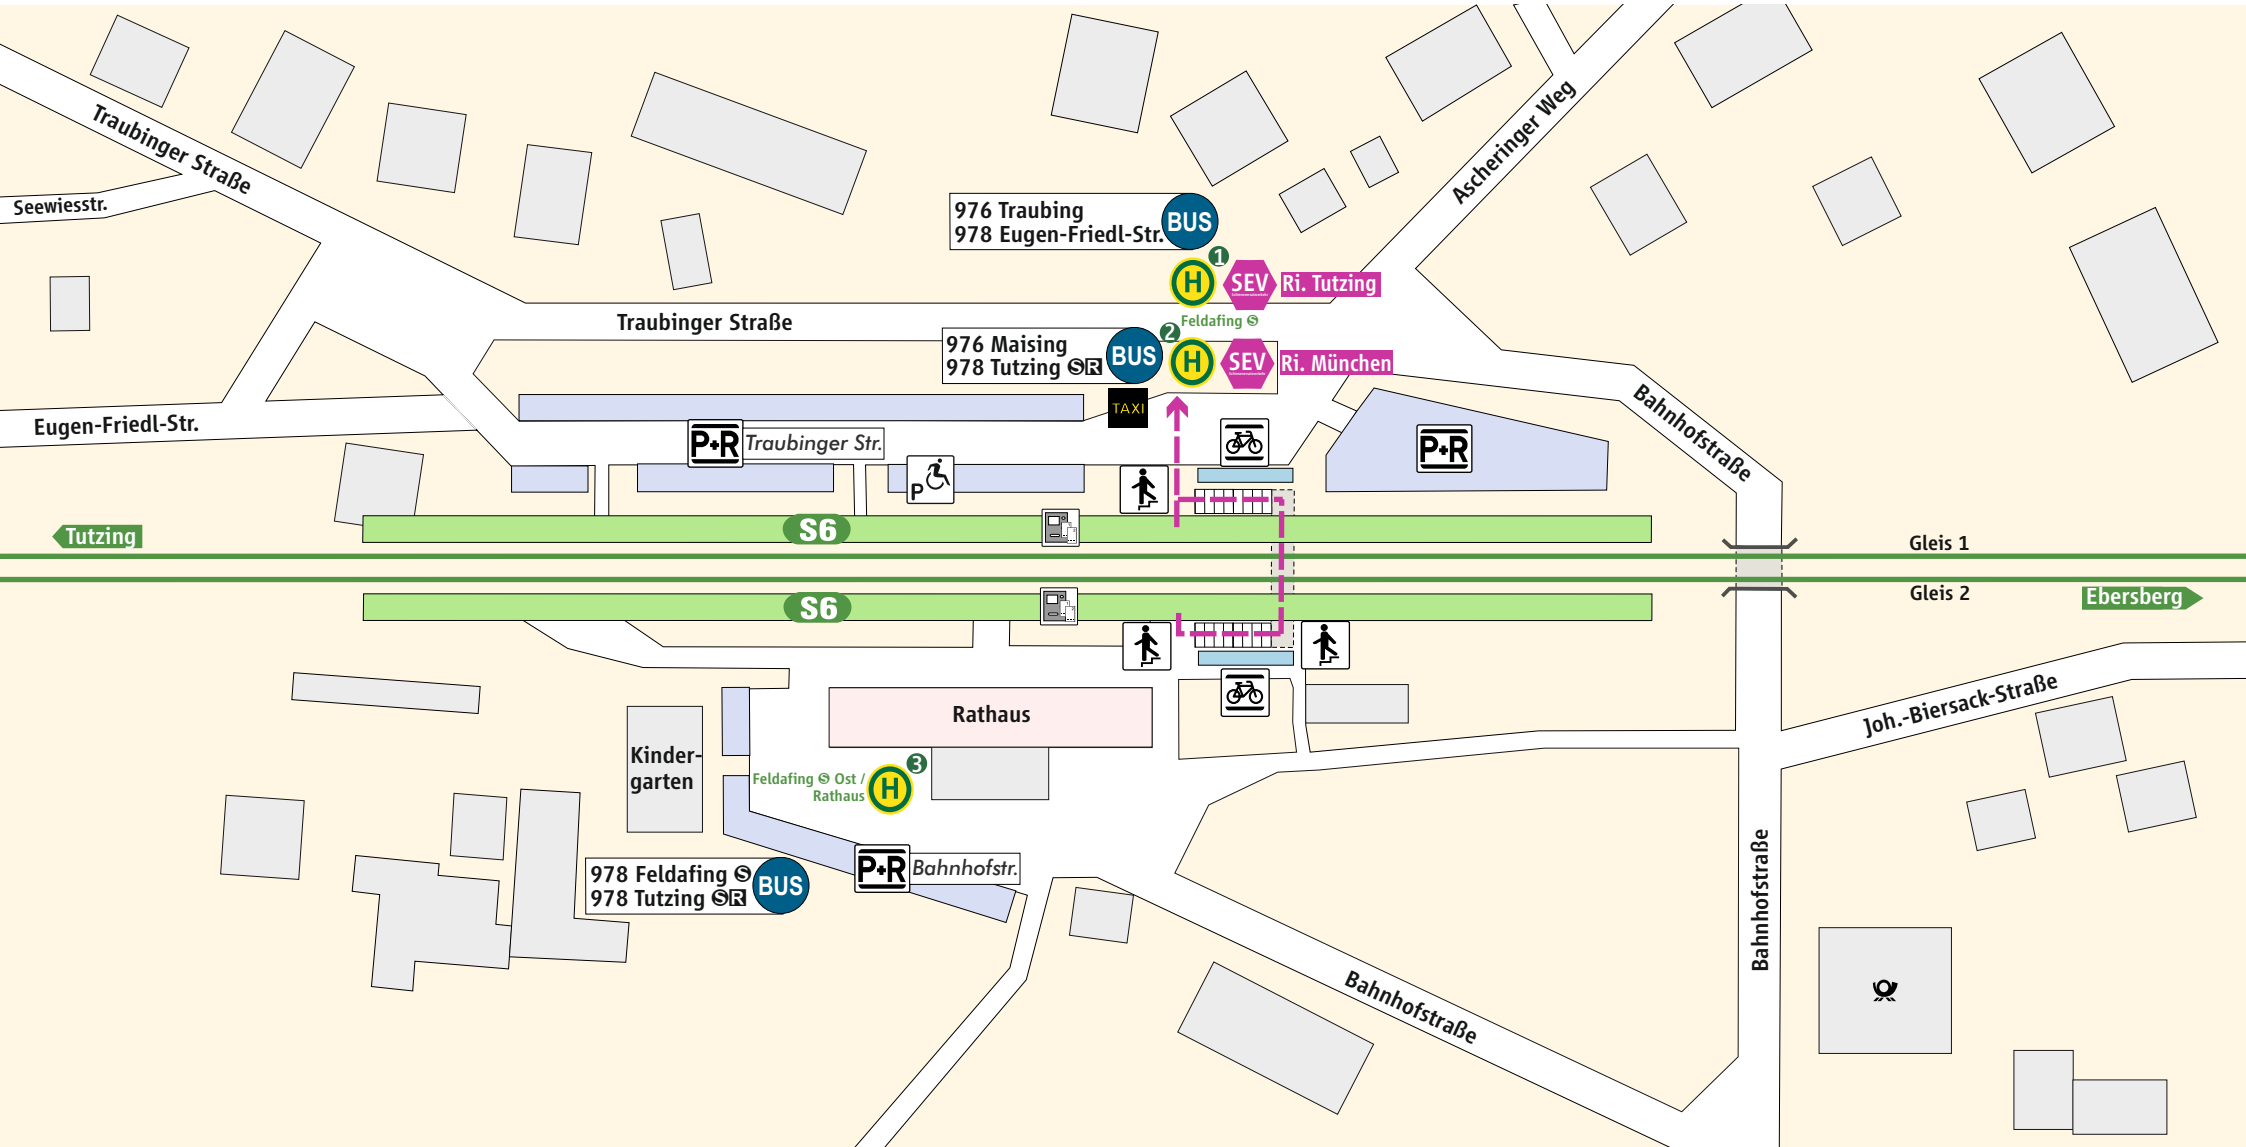 Traubinger Straße
Seewiesstr.
Ascheringer Weg
976 Traubing
978 Eugen-Friedl-Str.
BUS
H
1
SEV
Ri. Tutzing
Traubinger Straße
Feldafing S
976 Maising
978 Tutzing S R
BUS
2
H
SEV
Ri. München
TAXI
Bahnhofstraße
Eugen-Friedl-Str.
P+R
Traubinger Str.
P+R
P
Tutzing
S6
Gleis 1
S6
Gleis 2
Ebersberg
Joh.-Biersack-Straße
Rathaus
Kinder-
garten
Feldafing S Ost /
Rathaus
H
3
978 Feldafing S
978 Tutzing S R
BUS
P+R
Bahnhofstr.
Bahnhofstraße
Bahnhofstraße